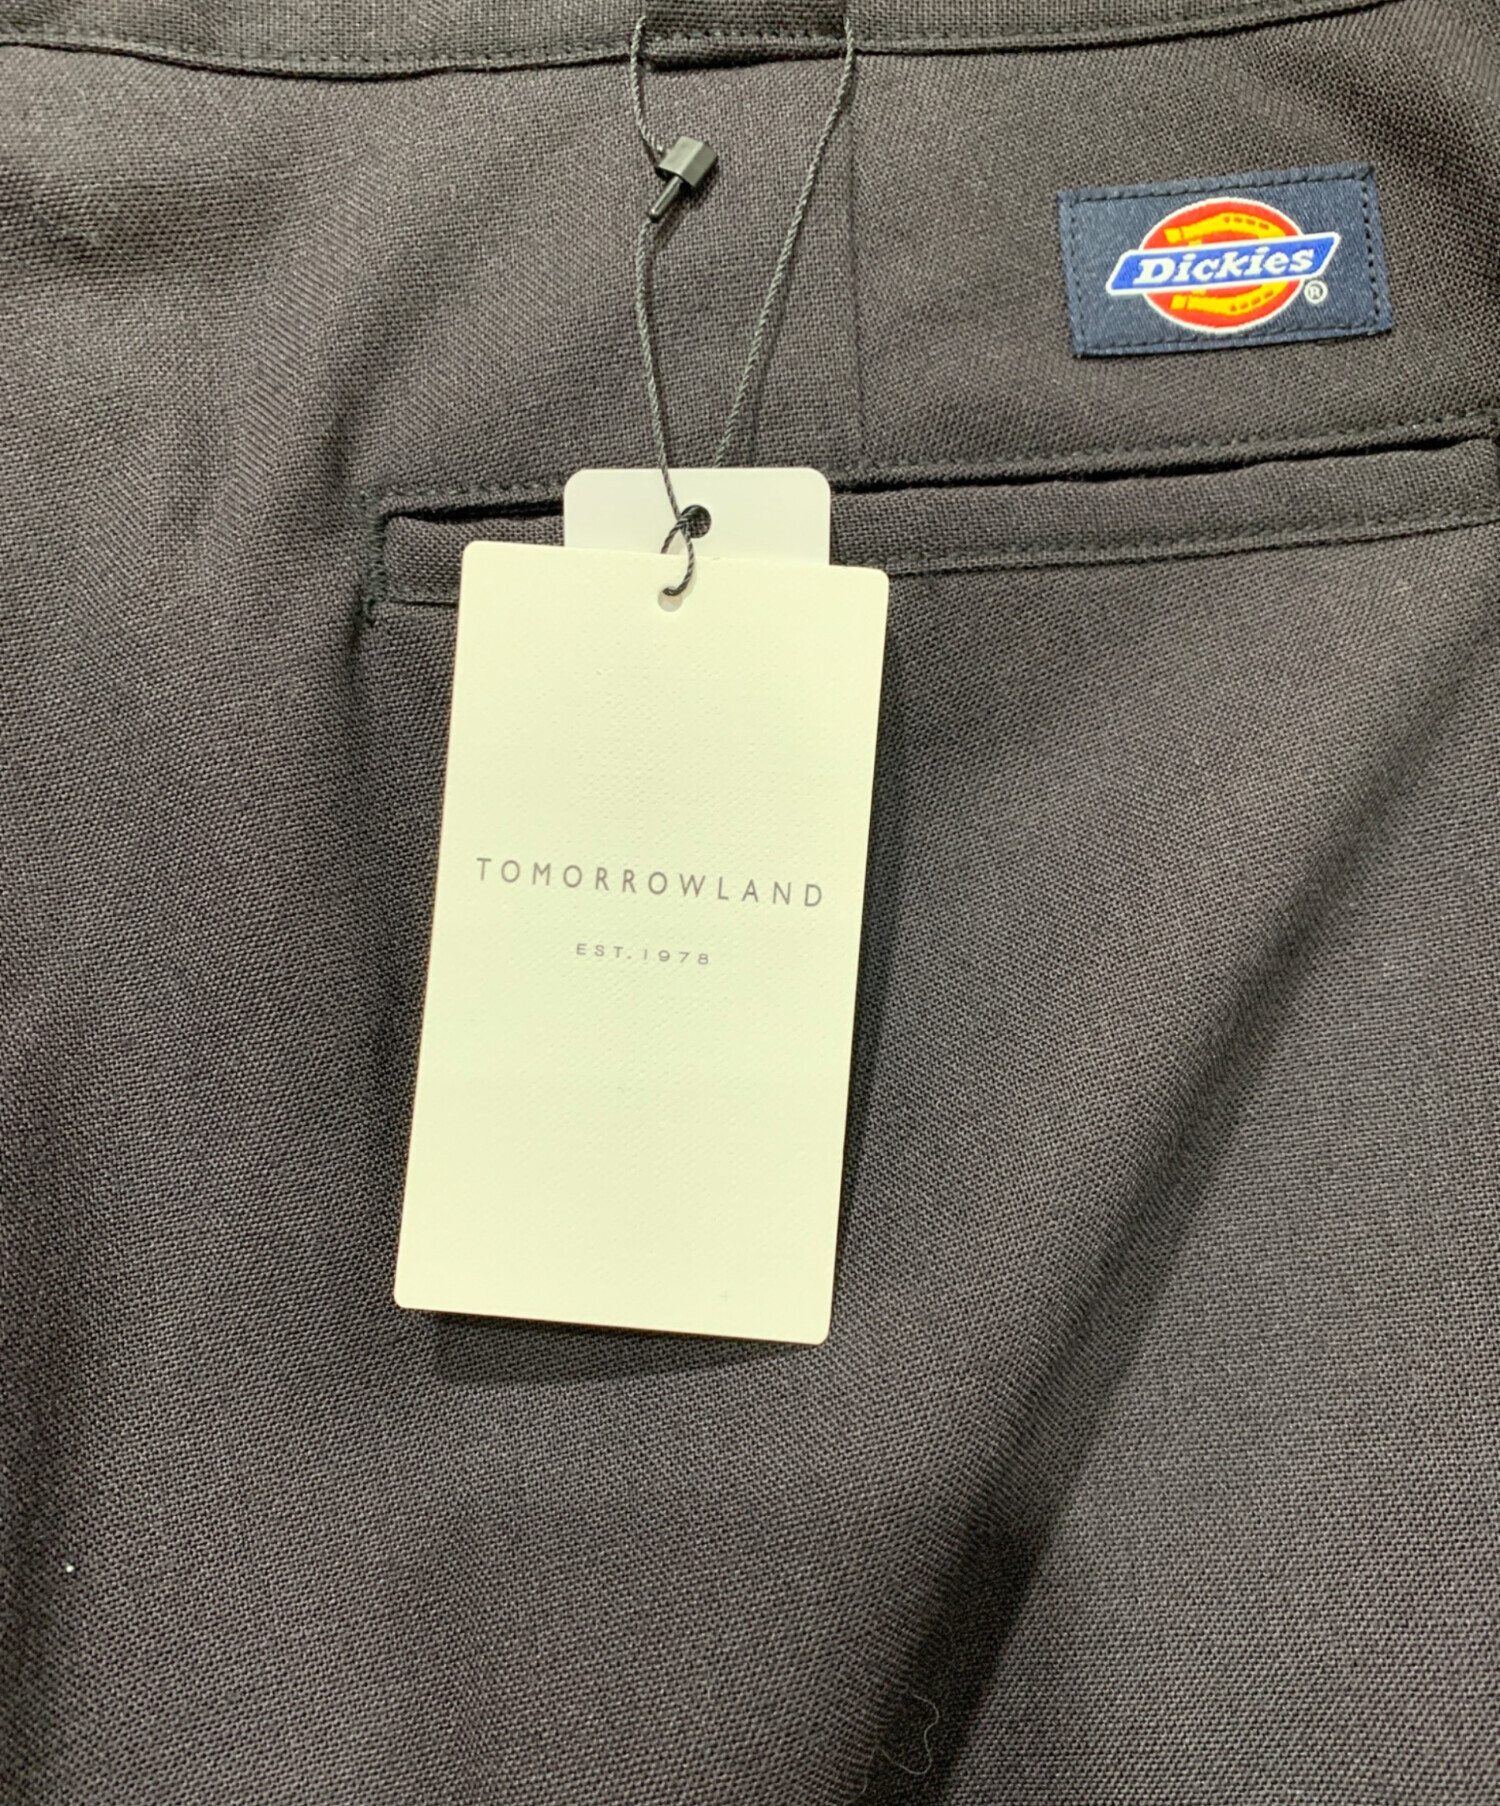 Dickies®
TOMORROWLAND
EST. 1978